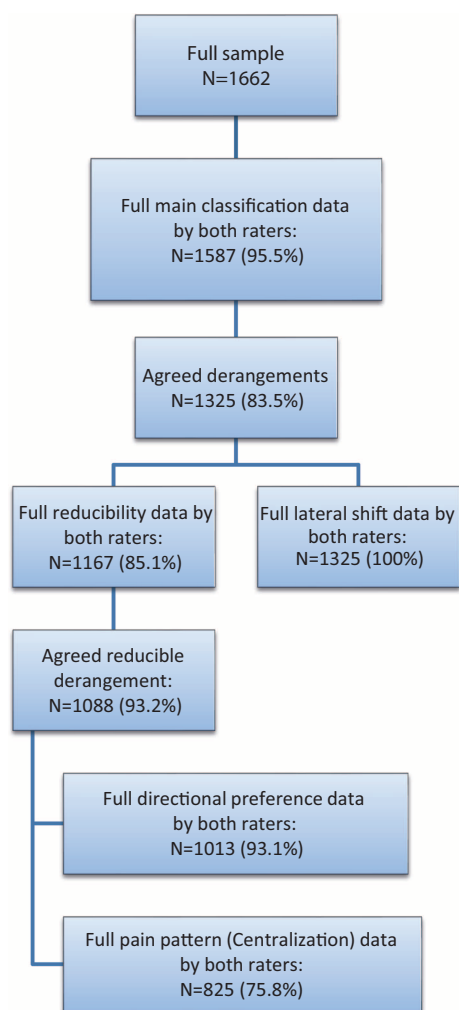 Full sample
N=1662
Full main classification data
by both raters:
N=1587 (95.5%)
Agreed derangements
N=1325 (83.5%)
Full reducibility data by
both raters:
N=1167 (85.1%)
Full lateral shift data by
both raters:
N=1325 (100%)
Agreed reducible
derangement:
N=1088 (93.2%)
Full directional preference data
by both raters:
N=1013 (93.1%)
Full pain pattern (Centralization) data
by both raters:
N=825 (75.8%)